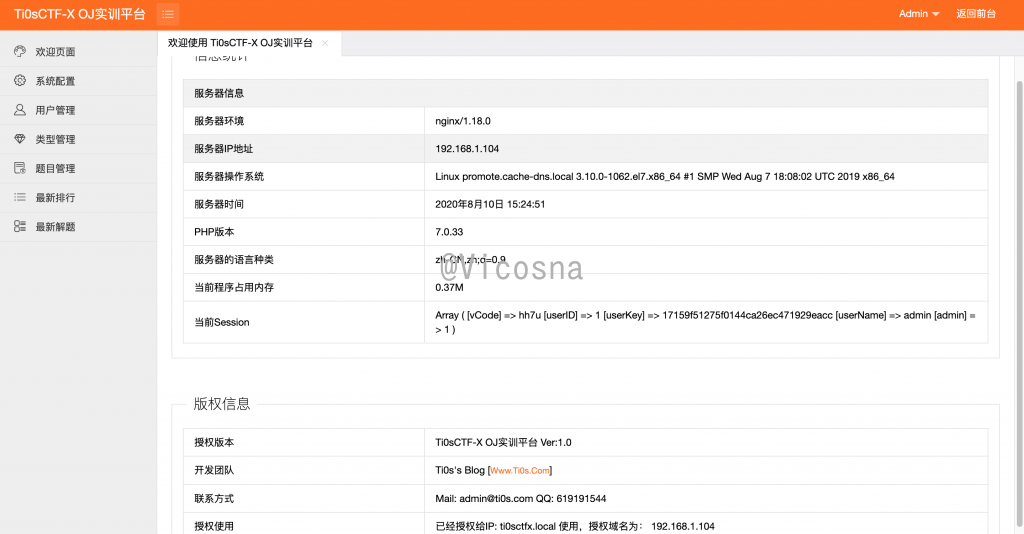 Ti0sCTF-X OJ实训平台
Admin 返回前台
欢迎使用 Ti0sCTF-X OJ实训平台 ×
欢迎页面
系统配置
用户管理
类型管理
题目管理
最新排行
最新解题
信息统计
服务器信息
服务器环境 nginx/1.18.0
服务器IP地址 192.168.1.104
服务器操作系统 Linux promote.cache-dns.local 3.10.0-1062.el7.x86_64 #1 SMP Wed Aug 7 18:08:02 UTC 2019 x86_64
服务器时间 2020年8月10日 15:24:51
PHP版本 7.0.33
服务器的语言种类 zh-CN,zh;q=0.9
@Vicosna
当前程序占用内存 0.37M
当前Session Array ( [vCode] => hh7u [userID] => 1 [userKey] => 17159f51275f0144ca26ec471929eacc [userName] => admin [admin] =
> 1 )
版权信息
授权版本 Ti0sCTF-X OJ实训平台 Ver:1.0
开发团队 Ti0s's Blog [Www.Ti0s.Com]
联系方式 Mail: admin@ti0s.com QQ: 619191544
授权使用 已经授权给IP: ti0sctfx.local 使用，授权域名为： 192.168.1.104